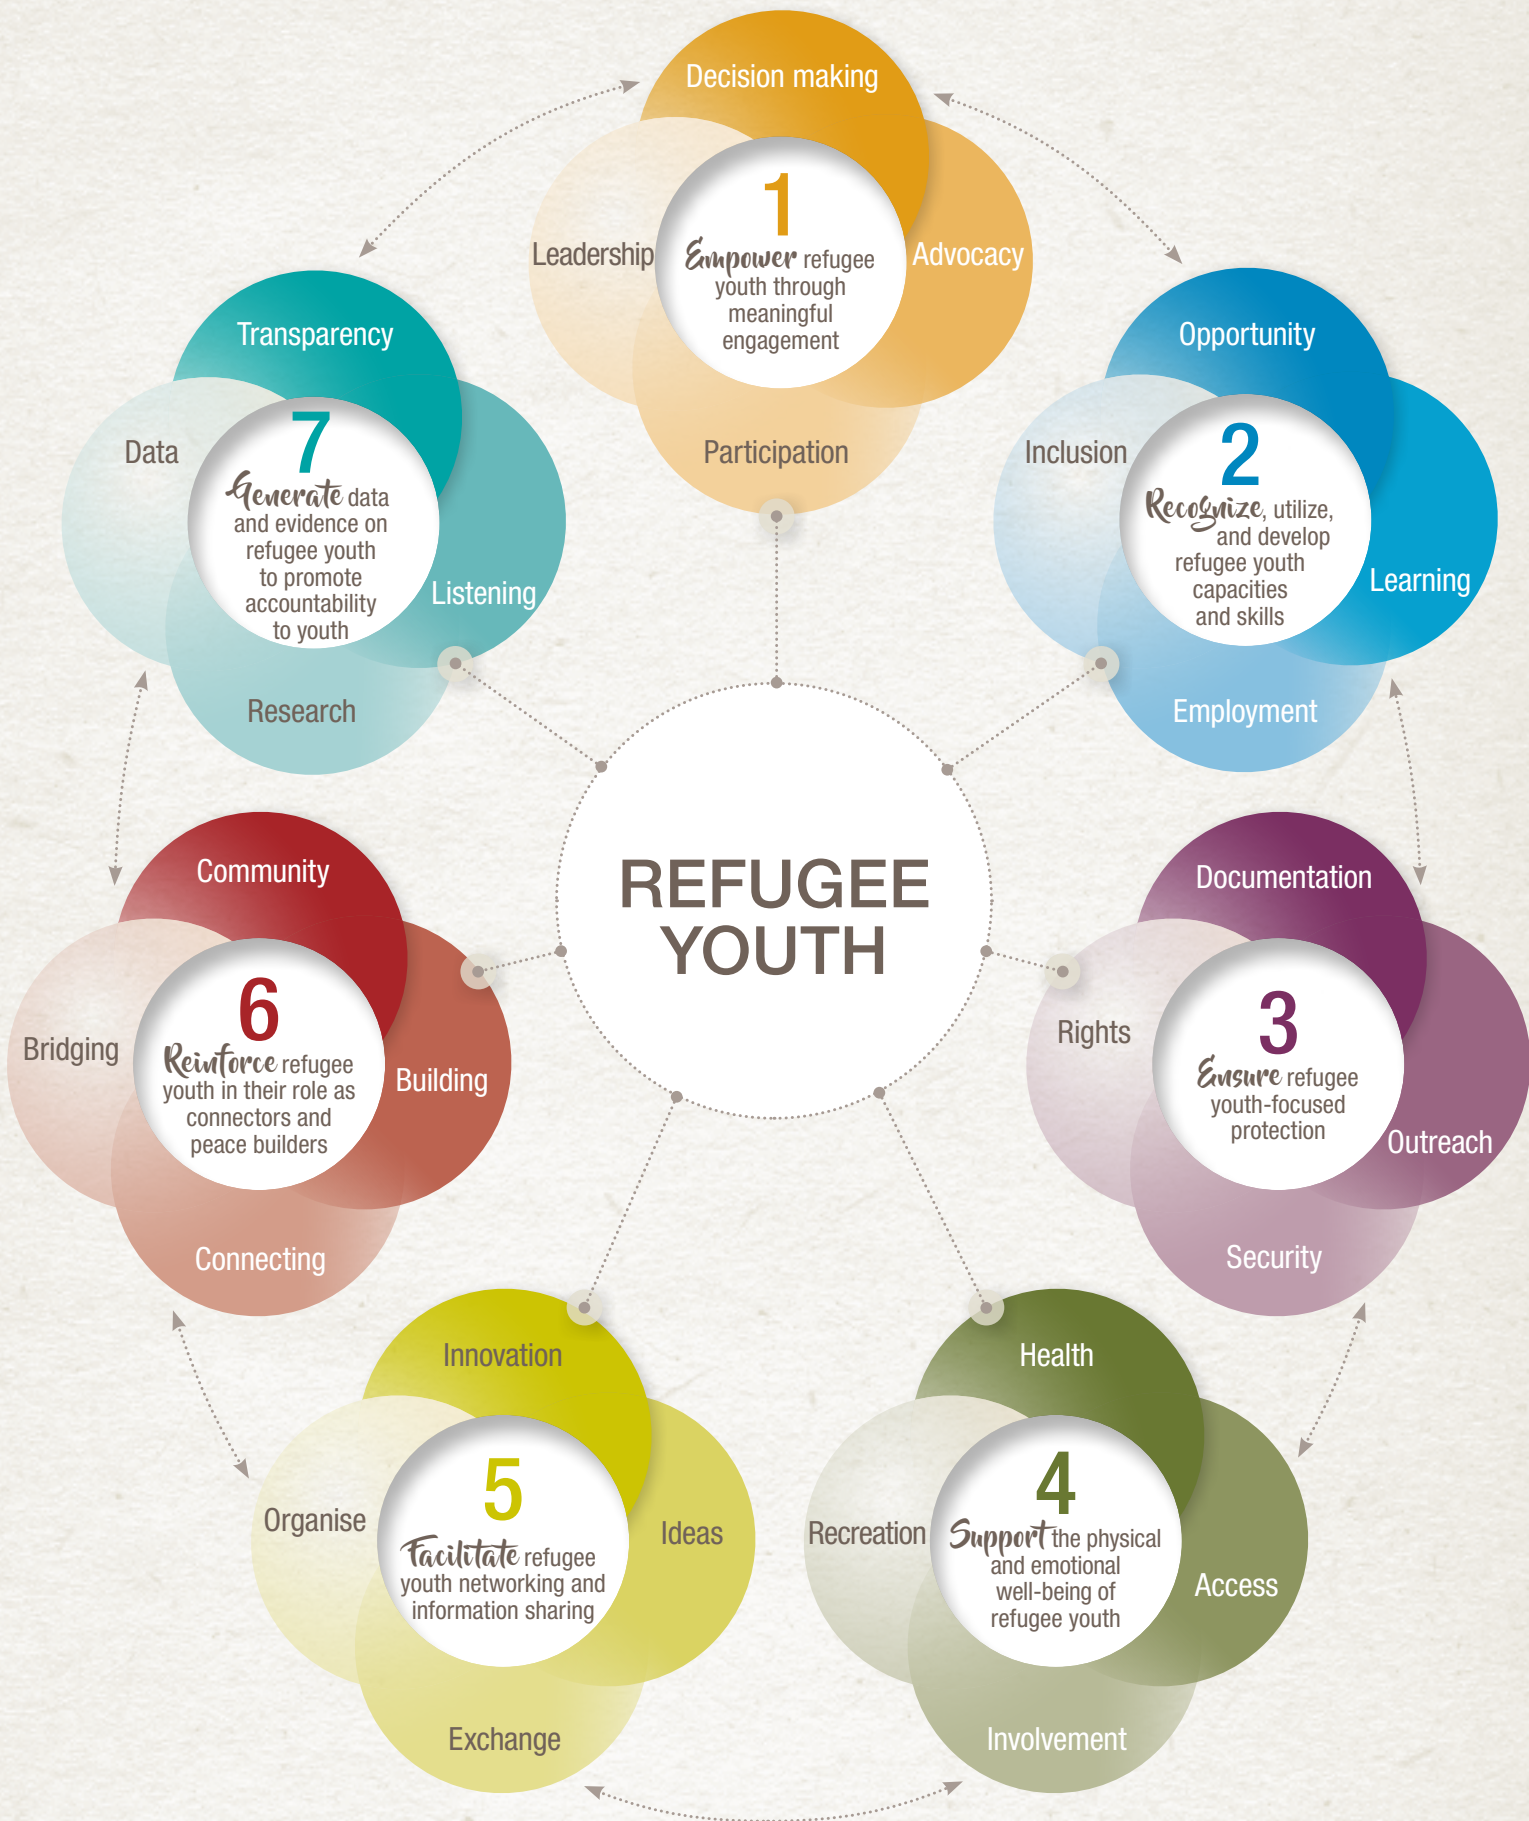 Decision making
Leadership
Advocacy
Participation
1
Empower refugee
youth through
meaningful
engagement
Opportunity
Inclusion
Learning
Employment
2
Recognize, utilize,
and develop
refugee youth
capacities
and skills
Documentation
Rights
Outreach
Security
3
Ensure refugee
youth-focused
protection
Health
Recreation
Access
Involvement
4
Support the physical
and emotional
well-being of
refugee youth
Innovation
Organise
Ideas
Exchange
5
Facilitate refugee
youth networking and
information sharing
Community
Bridging
Building
Connecting
6
Reinforce refugee
youth in their role as
connectors and
peace builders
Transparency
Data
Listening
Research
7
Generate data
and evidence on
refugee youth
to promote
accountability
to youth
REFUGEE
YOUTH